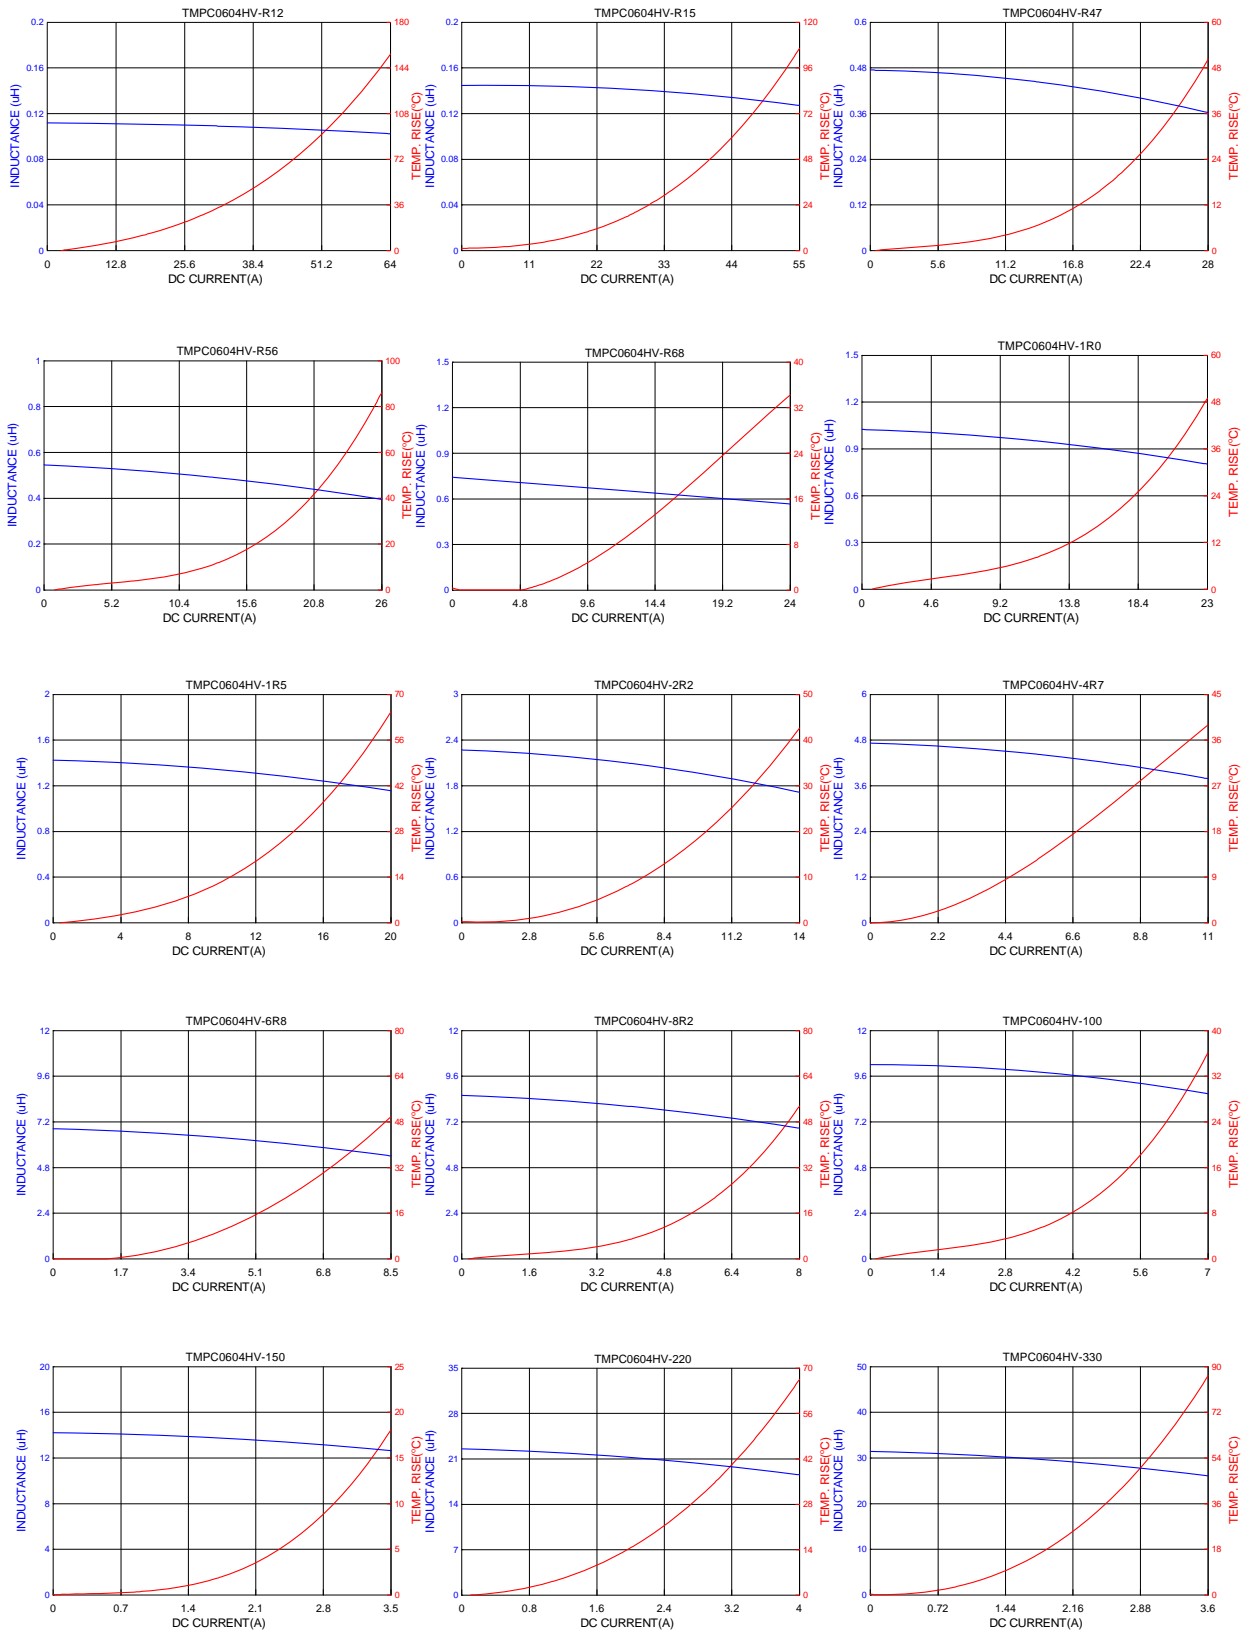 TMPC0604HV-R12
INDUCTANCE (uH)
0.2
0.16
0.12
0.08
0.04
0
180
144
108
72
36
0
TEMP. RISE(°C)
0 12.8 25.6 38.4 51.2 64
DC CURRENT(A)
TMPC0604HV-R15
INDUCTANCE (uH)
0.2
0.16
0.12
0.08
0.04
0
120
96
72
48
24
0
TEMP. RISE(°C)
0 11 22 33 44 55
DC CURRENT(A)
TMPC0604HV-R47
INDUCTANCE (uH)
0.6
0.48
0.36
0.24
0.12
0
60
48
36
24
12
0
TEMP. RISE(°C)
0 5.6 11.2 16.8 22.4 28
DC CURRENT(A)
TMPC0604HV-R56
INDUCTANCE (uH)
1
0.8
0.6
0.4
0.2
0
100
80
60
40
20
0
TEMP. RISE(°C)
0 5.2 10.4 15.6 20.8 26
DC CURRENT(A)
TMPC0604HV-R68
INDUCTANCE (uH)
1.5
1.2
0.9
0.6
0.3
0
40
32
24
16
8
0
TEMP. RISE(°C)
0 4.8 9.6 14.4 19.2 24
DC CURRENT(A)
TMPC0604HV-1R0
INDUCTANCE (uH)
1.5
1.2
0.9
0.6
0.3
0
60
48
36
24
12
0
TEMP. RISE(°C)
0 4.6 9.2 13.8 18.4 23
DC CURRENT(A)
TMPC0604HV-1R5
INDUCTANCE (uH)
2
1.6
1.2
0.8
0.4
0
70
56
42
28
14
0
TEMP. RISE(°C)
0 4 8 12 16 20
DC CURRENT(A)
TMPC0604HV-2R2
INDUCTANCE (uH)
3
2.4
1.8
1.2
0.6
0
50
40
30
20
10
0
TEMP. RISE(°C)
0 2.8 5.6 8.4 11.2 14
DC CURRENT(A)
TMPC0604HV-4R7
INDUCTANCE (uH)
6
4.8
3.6
2.4
1.2
0
45
36
27
18
9
0
TEMP. RISE(°C)
0 2.2 4.4 6.6 8.8 11
DC CURRENT(A)
TMPC0604HV-6R8
INDUCTANCE (uH)
12
9.6
7.2
4.8
2.4
0
80
64
48
32
16
0
TEMP. RISE(°C)
0 1.7 3.4 5.1 6.8 8.5
DC CURRENT(A)
TMPC0604HV-8R2
INDUCTANCE (uH)
12
9.6
7.2
4.8
2.4
0
80
64
48
32
16
0
TEMP. RISE(°C)
0 1.6 3.2 4.8 6.4 8
DC CURRENT(A)
TMPC0604HV-100
INDUCTANCE (uH)
12
9.6
7.2
4.8
2.4
0
40
32
24
16
8
0
TEMP. RISE(°C)
0 1.4 2.8 4.2 5.6 7
DC CURRENT(A)
TMPC0604HV-150
INDUCTANCE (uH)
20
16
12
8
4
0
25
20
15
10
5
0
TEMP. RISE(°C)
0 0.7 1.4 2.1 2.8 3.5
DC CURRENT(A)
TMPC0604HV-220
INDUCTANCE (uH)
35
28
21
14
7
0
70
56
42
28
14
0
TEMP. RISE(°C)
0 0.8 1.6 2.4 3.2 4
DC CURRENT(A)
TMPC0604HV-330
INDUCTANCE (uH)
50
40
30
20
10
0
90
72
54
36
18
0
TEMP. RISE(°C)
0 0.72 1.44 2.16 2.88 3.6
DC CURRENT(A)